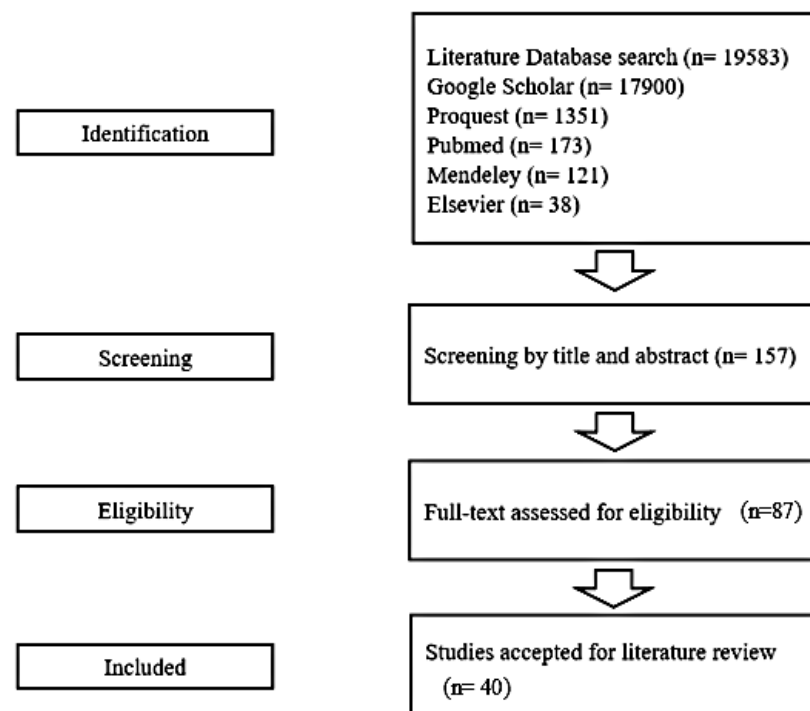 Identification
Literature Database search (n= 19583)
Google Scholar (n= 17900)
Proquest (n= 1351)
Pubmed (n= 173)
Mendeley (n= 121)
Elsevier (n= 38)
Screening
Screening by title and abstract (n= 157)
Eligibility
Full-text assessed for eligibility (n=87)
Included
Studies accepted for literature review
(n= 40)